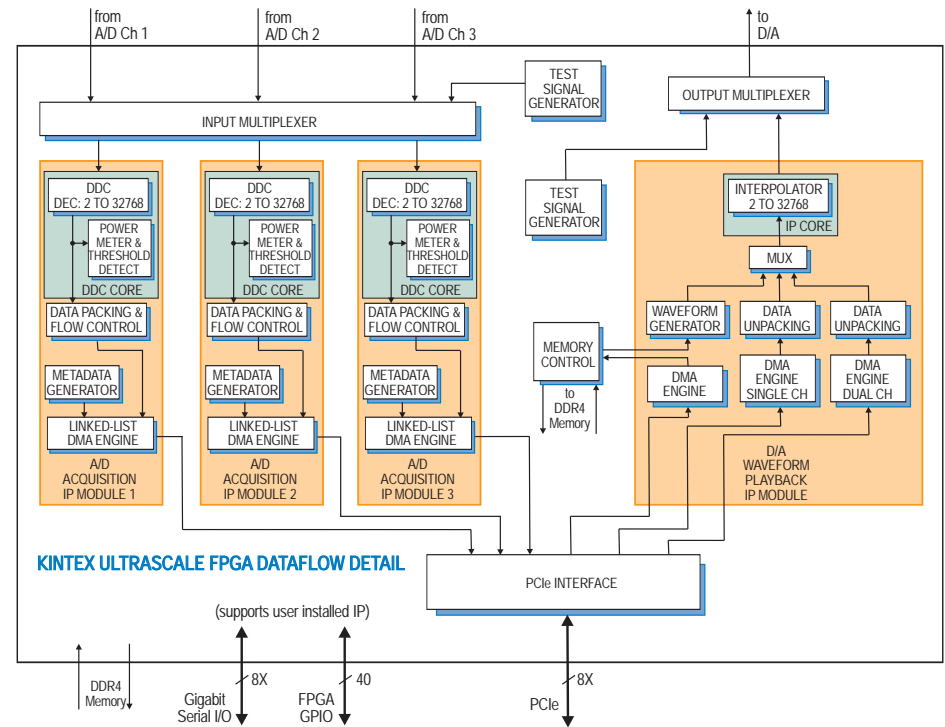 from
A/D Ch 1
from
A/D Ch 2
from
A/D Ch 3
to
D/A
TEST
SIGNAL
GENERATOR
OUTPUT MULTIPLEXER
INPUT MULTIPLEXER
DDC
DEC: 2 TO 32768
POWER
METER &
THRESHOLD
DETECT
DDC CORE
DATA PACKING &
FLOW CONTROL
METADATA
GENERATOR
LINKED-LIST
DMA ENGINE
A/D
ACQUISITION
IP MODULE 1
DDC
DEC: 2 TO 32768
POWER
METER &
THRESHOLD
DETECT
DDC CORE
DATA PACKING &
FLOW CONTROL
METADATA
GENERATOR
LINKED-LIST
DMA ENGINE
A/D
ACQUISITION
IP MODULE 2
DDC
DEC: 2 TO 32768
POWER
METER &
THRESHOLD
DETECT
DDC CORE
DATA PACKING &
FLOW CONTROL
METADATA
GENERATOR
LINKED-LIST
DMA ENGINE
A/D
ACQUISITION
IP MODULE 3
TEST
SIGNAL
GENERATOR
INTERPOLATOR
2 TO 32768
IP CORE
MUX
WAVEFORM
GENERATOR
DATA
UNPACKING
DATA
UNPACKING
MEMORY
CONTROL
to
DDR4
Memory
DMA
ENGINE
DMA
ENGINE
SINGLE CH
DMA
ENGINE
DUAL CH
D/A
WAVEFORM
PLAYBACK
IP MODULE
KINTEX ULTRASCALE FPGA DATAFLOW DETAIL
PCIe INTERFACE
(supports user installed IP)
DDR4
Memory
8X
Gigabit
Serial I/O
40
FPGA
GPIO
8X
PCIe